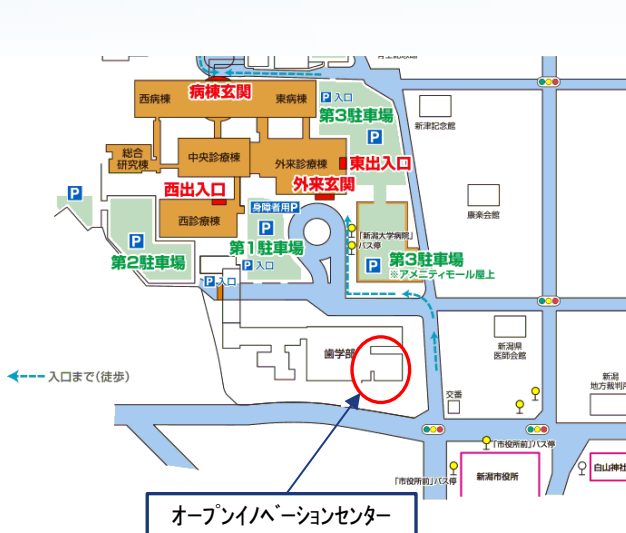 病棟玄関
西病棟
東病棟
P入口
第3駐車場
P
新津記念館
総合
研究棟
中央診療棟
外来診療棟
東出入口
西出入口
外来玄関
P
身障者用P
康楽会館
西診療棟
P
第1駐車場
P入口
「新潟大学病院」
バス停
P
第2駐車場
P
第3駐車場
※アメニティモール屋上
P入口
歯学部
新潟県
医師会館
入口まで(徒歩)
新潟
地方裁判所
交番
「市役所前」バス停
「市役所前」バス停
新潟市役所
白山神社
オープンイノベーションセンター